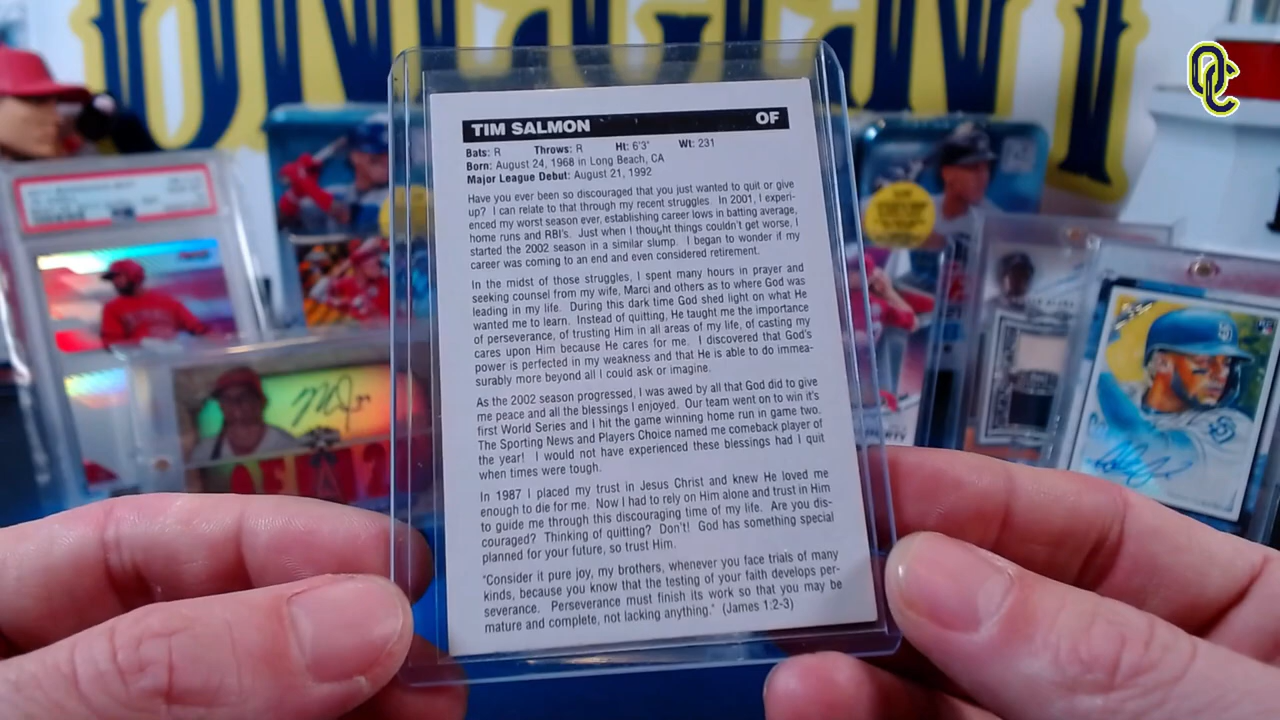 TIM SALMON OF
Bats: R Throws: R Ht: 6'3" Wt: 231
Born: August 24, 1968 in Long Beach, CA
Major League Debut: August 21, 1992
Have you ever been so discouraged that you just wanted to quit or give
up? I can relate to that through my recent struggles. In 2001, I experi-
enced my worst season ever, establishing career lows in batting average,
home runs and RBI's. Just when I thought things couldn't get worse, I
started the 2002 season in a similar slump. I began to wonder if my
career was coming to an end and even considered retirement.
In the midst of those struggles, I spent many hours in prayer and
seeking counsel from my wife, Marci and others as to where God was
leading in my life. During this dark time God shed light on what He
wanted me to learn. Instead of quitting, He taught me the importance
of perseverance, of trusting Him in all areas of my life, of casting my
cares upon Him because He cares for me. I discovered that God's
power is perfected in my weakness and that He is able to do immea-
surably more beyond all I could ask or imagine.
As the 2002 season progressed, I was awed by all that God did to give
me peace and all the blessings I enjoyed. Our team went on to win it's
first World Series and I hit the game winning home run in game two.
The Sporting News and Players Choice named me comeback player of
the year! I would not have experienced these blessings had I quit
when times were tough.
In 1987 I placed my trust in Jesus Christ and knew He loved me
enough to die for me. Now I had to rely on Him alone and trust in Him
to guide me through this discouraging time of my life. Are you dis-
couraged? Thinking of quitting? Don't! God has something special
planned for your future, so trust Him.
"Consider it pure joy, my brothers, whenever you face trials of many
kinds, because you know that the testing of your faith develops per-
severance. Perseverance must finish its work so that you may be
mature and complete, not lacking anything." (James 1:2-3)
OC